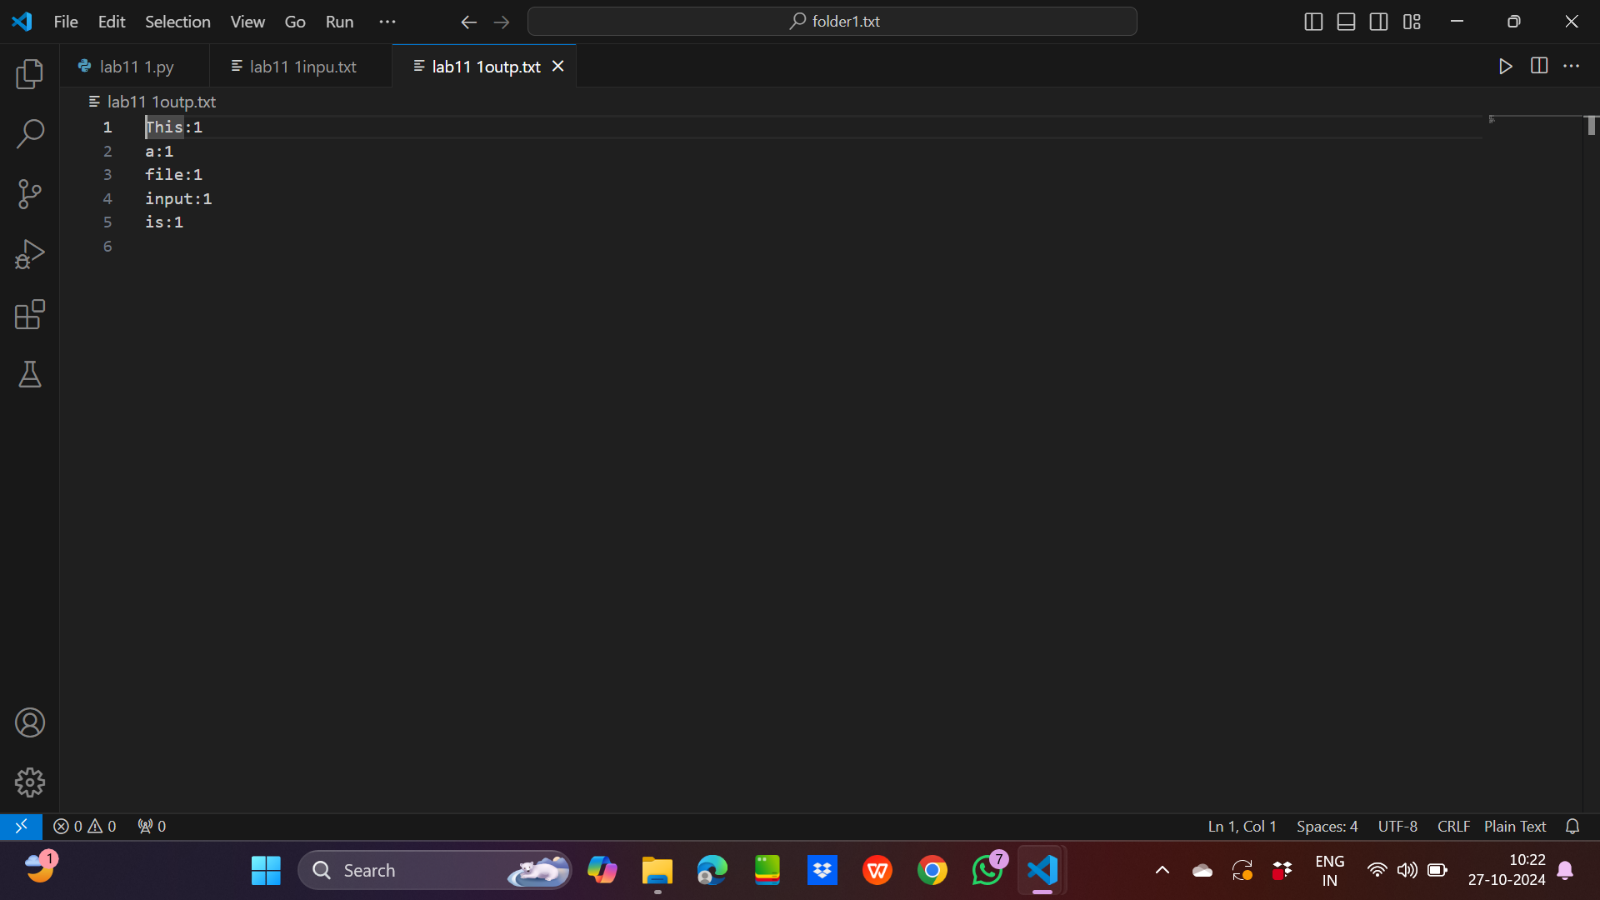 File Edit Selection View Go Run ···
folder1.txt
lab11 1.py lab11 1inpu.txt lab11 1outp.txt
lab11 1outp.txt
1 This:1
2 a:1
3 file:1
4 input:1
5 is:1
6
0 0 0 Ln 1, Col 1 Spaces: 4 UTF-8 CRLF Plain Text
1 Search W 7 ENG 10:22
IN 27-10-2024